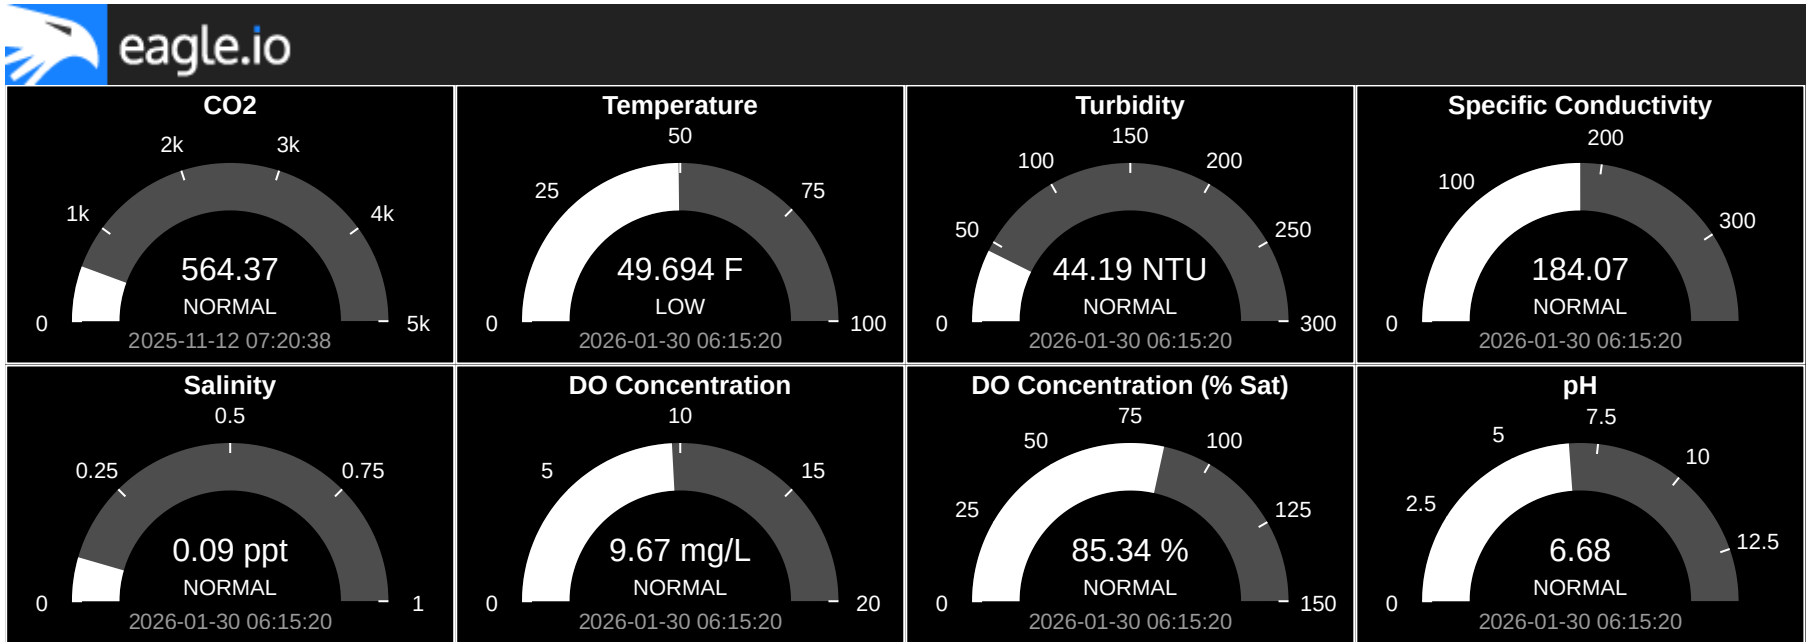 eagle.io
CO2
0
1k
2k
3k
4k
5k
564.37
NORMAL
2025-11-12 07:20:38
Temperature
0
25
50
75
100
49.694 F
LOW
2026-01-30 06:15:20
Turbidity
0
50
100
150
200
250
300
44.19 NTU
NORMAL
2026-01-30 06:15:20
Specific Conductivity
0
100
200
300
184.07
NORMAL
2026-01-30 06:15:20
Salinity
0
0.25
0.5
0.75
1
0.09 ppt
NORMAL
2026-01-30 06:15:20
DO Concentration
0
5
10
15
20
9.67 mg/L
NORMAL
2026-01-30 06:15:20
DO Concentration (% Sat)
0
25
50
75
100
125
150
85.34 %
NORMAL
2026-01-30 06:15:20
pH
0
2.5
5
7.5
10
12.5
6.68
NORMAL
2026-01-30 06:15:20